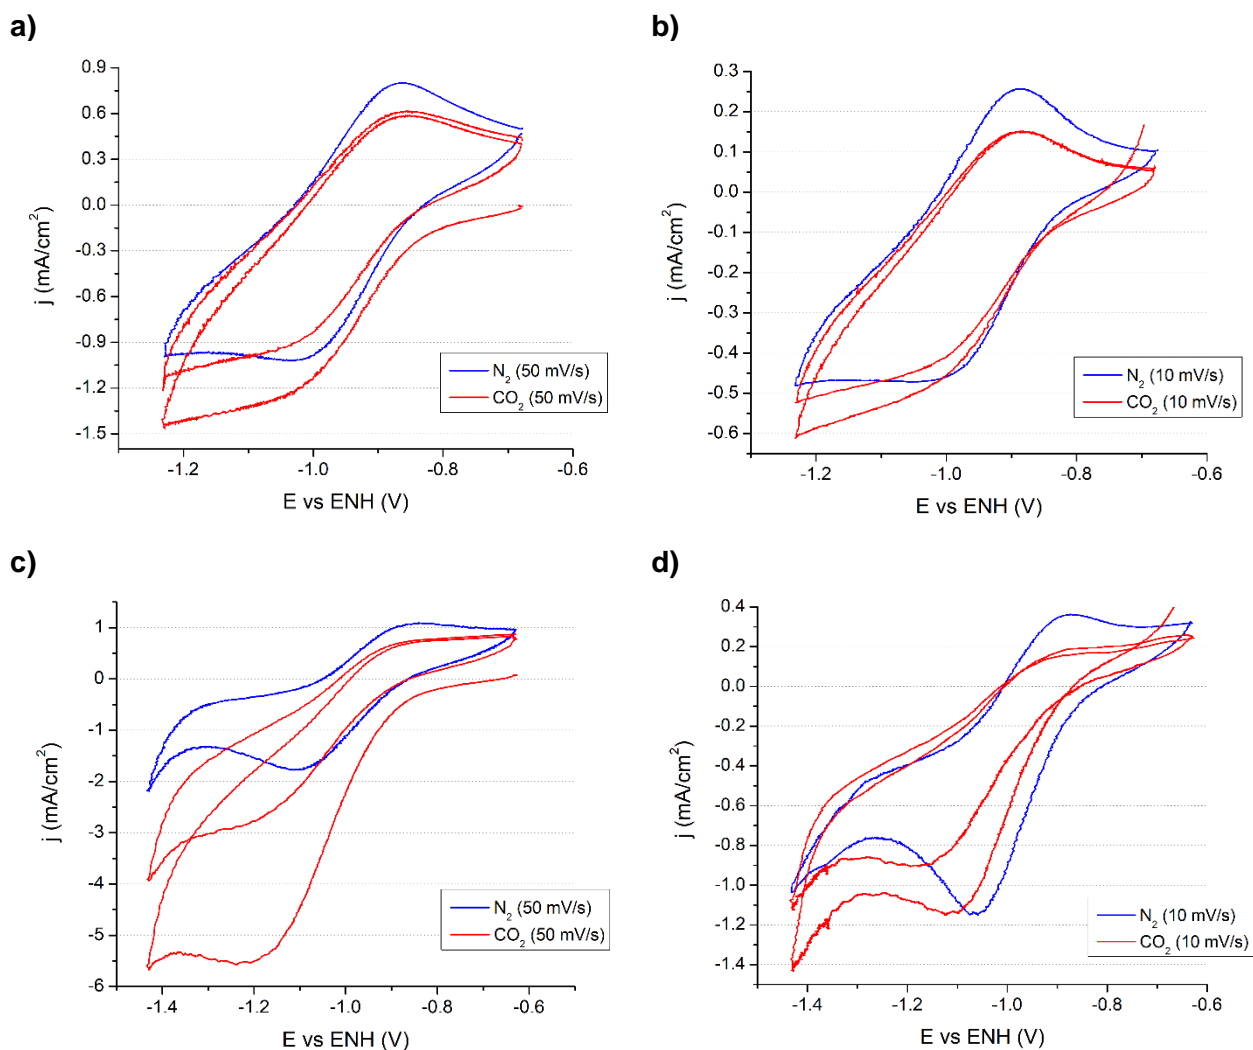 a)
0.9
0.6
0.3
0.0
-0.3
-0.6
-0.9
-1.2
-1.5
j (mA/cm²)
N₂ (50 mV/s)
CO₂ (50 mV/s)
-1.2 -1.0 -0.8 -0.6
E vs ENH (V)
b)
0.3
0.2
0.1
0.0
-0.1
-0.2
-0.3
-0.4
-0.5
-0.6
j (mA/cm²)
N₂ (10 mV/s)
CO₂ (10 mV/s)
-1.2 -1.0 -0.8 -0.6
E vs ENH (V)
c)
1
0
-1
-2
-3
-4
-5
-6
j (mA/cm²)
N₂ (50 mV/s)
CO₂ (50 mV/s)
-1.4 -1.2 -1.0 -0.8 -0.6
E vs ENH (V)
d)
0.4
0.2
0.0
-0.2
-0.4
-0.6
-0.8
-1.0
-1.2
-1.4
j (mA/cm²)
N₂ (10 mV/s)
CO₂ (10 mV/s)
-1.4 -1.2 -1.0 -0.8 -0.6
E vs ENH (V)